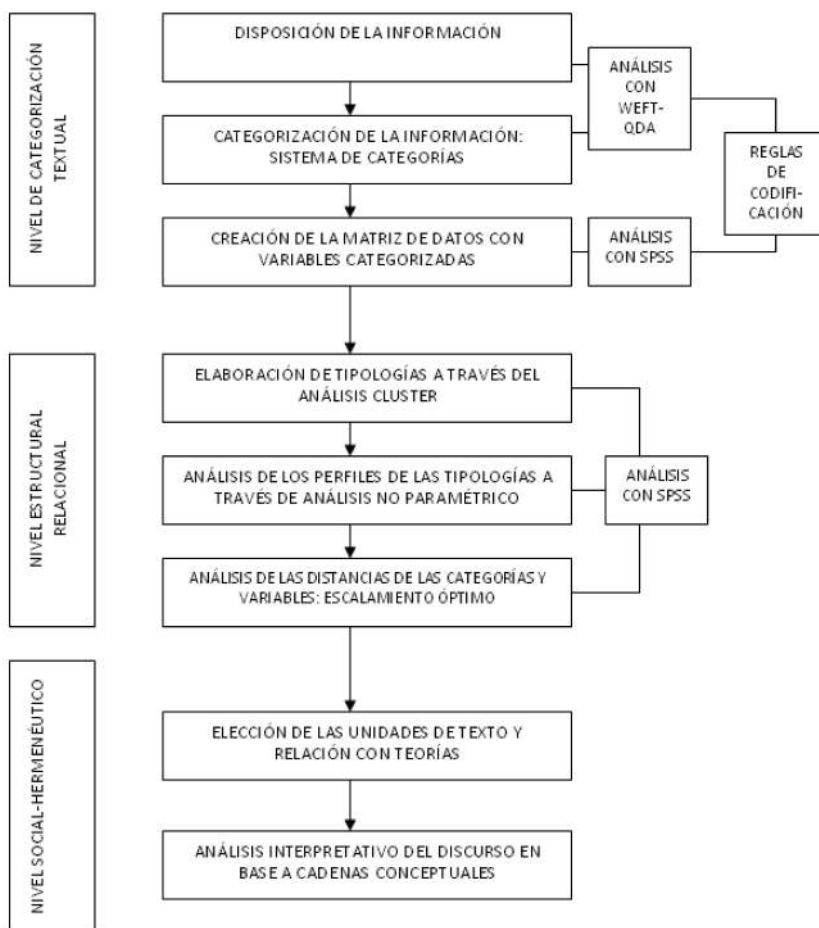 NIVEL DE CATEGORIZACIÓN
TEXTUAL
DISPOSICIÓN DE LA INFORMACIÓN
CATEGORIZACIÓN DE LA INFORMACIÓN:
SISTEMA DE CATEGORÍAS
CREACIÓN DE LA MATRIZ DE DATOS CON
VARIABLES CATEGORIZADAS
ANÁLISIS
CON
WEFT-
QDA
ANÁLISIS
CON SPSS
REGLAS
DE
CODIFI-
CACIÓN
NIVEL ESTRUCTURAL
RELACIONAL
ELABORACIÓN DE TIPOLOGÍAS A TRAVÉS DEL
ANÁLISIS CLUSTER
ANÁLISIS DE LOS PERFILES DE LAS TIPOLOGÍAS A
TRAVÉS DE ANÁLISIS NO PARAMÉTRICO
ANÁLISIS DE LAS DISTANCIAS DE LAS CATEGORÍAS Y
VARIABLES: ESCALAMIENTO ÓPTIMO
ANÁLISIS
CON SPSS
NIVEL SOCIAL-HERMENÉUTICO
ELECCIÓN DE LAS UNIDADES DE TEXTO Y
RELACIÓN CON TEORÍAS
ANÁLISIS INTERPRETATIVO DEL DISCURSO EN
BASE A CADENAS CONCEPTUALES